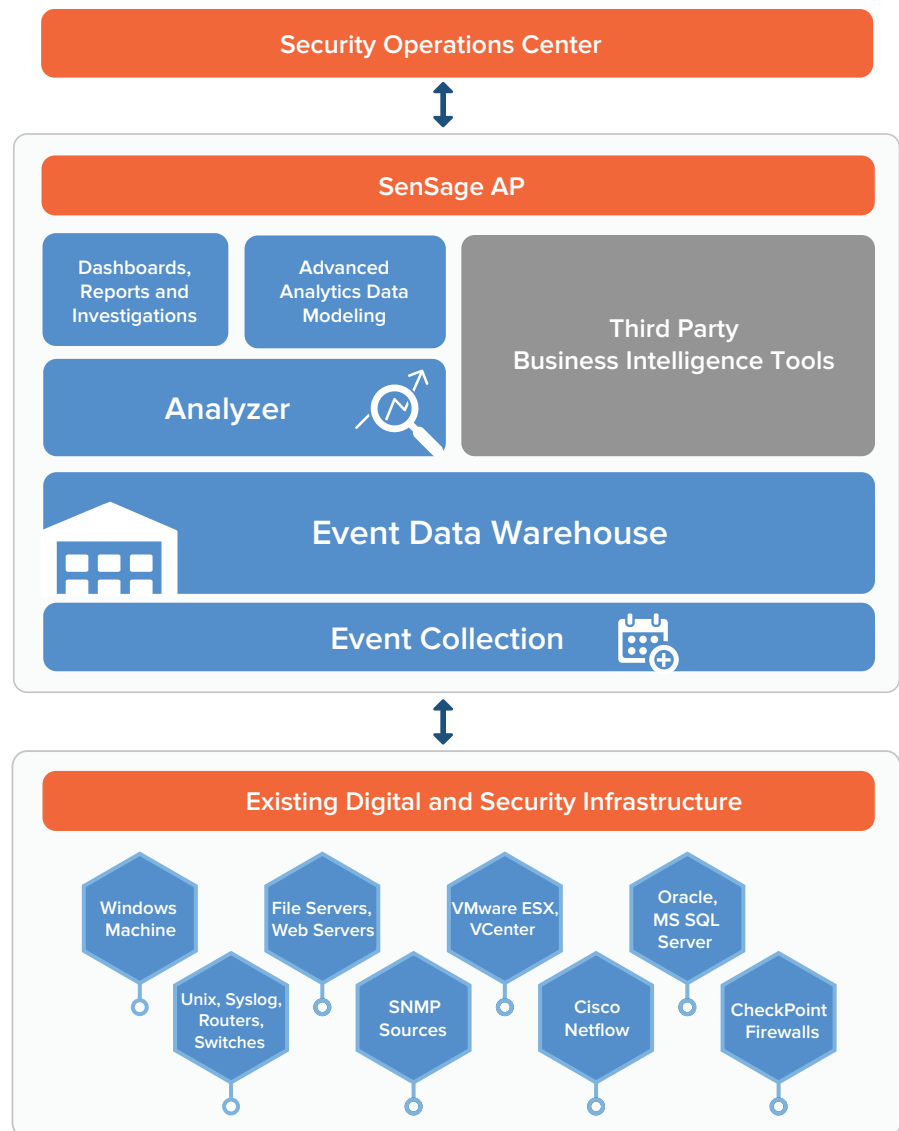 Security Operations Center
SenSage AP
Dashboards,
Reports and
Investigations
Advanced
Analytics Data
Modeling
Third Party
Business Intelligence Tools
Analyzer
Event Data Warehouse
Event Collection
Existing Digital and Security Infrastructure
Windows
Machine
File Servers,
Web Servers
VMware ESX,
VCenter
Oracle,
MS SQL
Server
Unix, Syslog,
Routers,
Switches
SNMP
Sources
Cisco
Netflow
CheckPoint
Firewalls